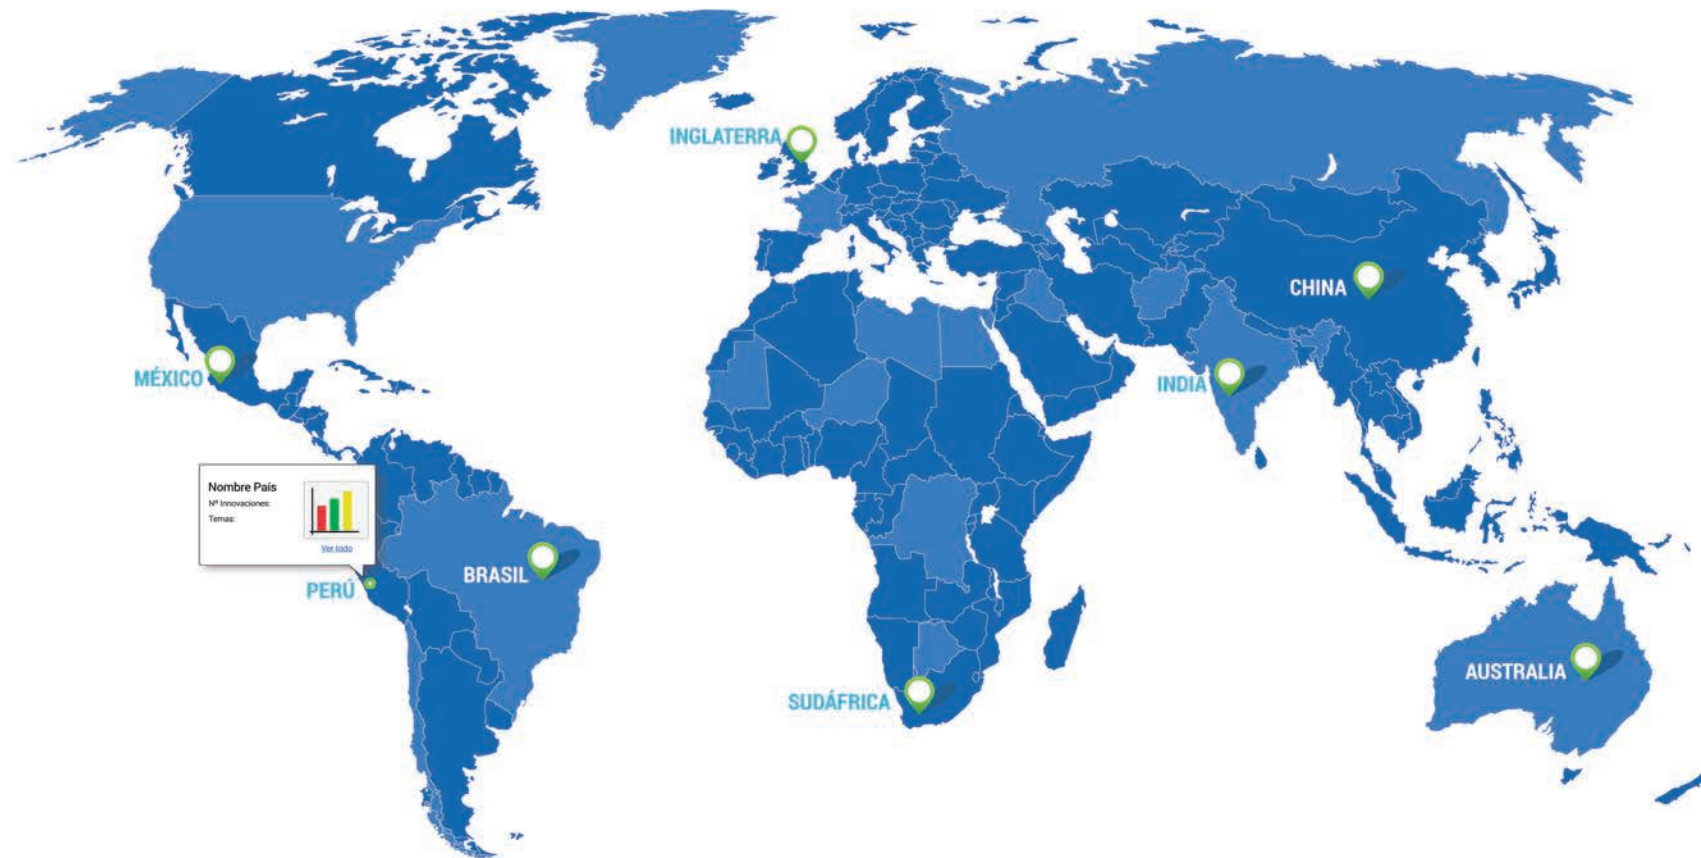 INGLATERRA
CHINA
MÉXICO
INDIA
Nombre País
Nº Innovaciones:
Temas:
Ver todo
PERÚ
BRASIL
AUSTRALIA
SUDÁFRICA